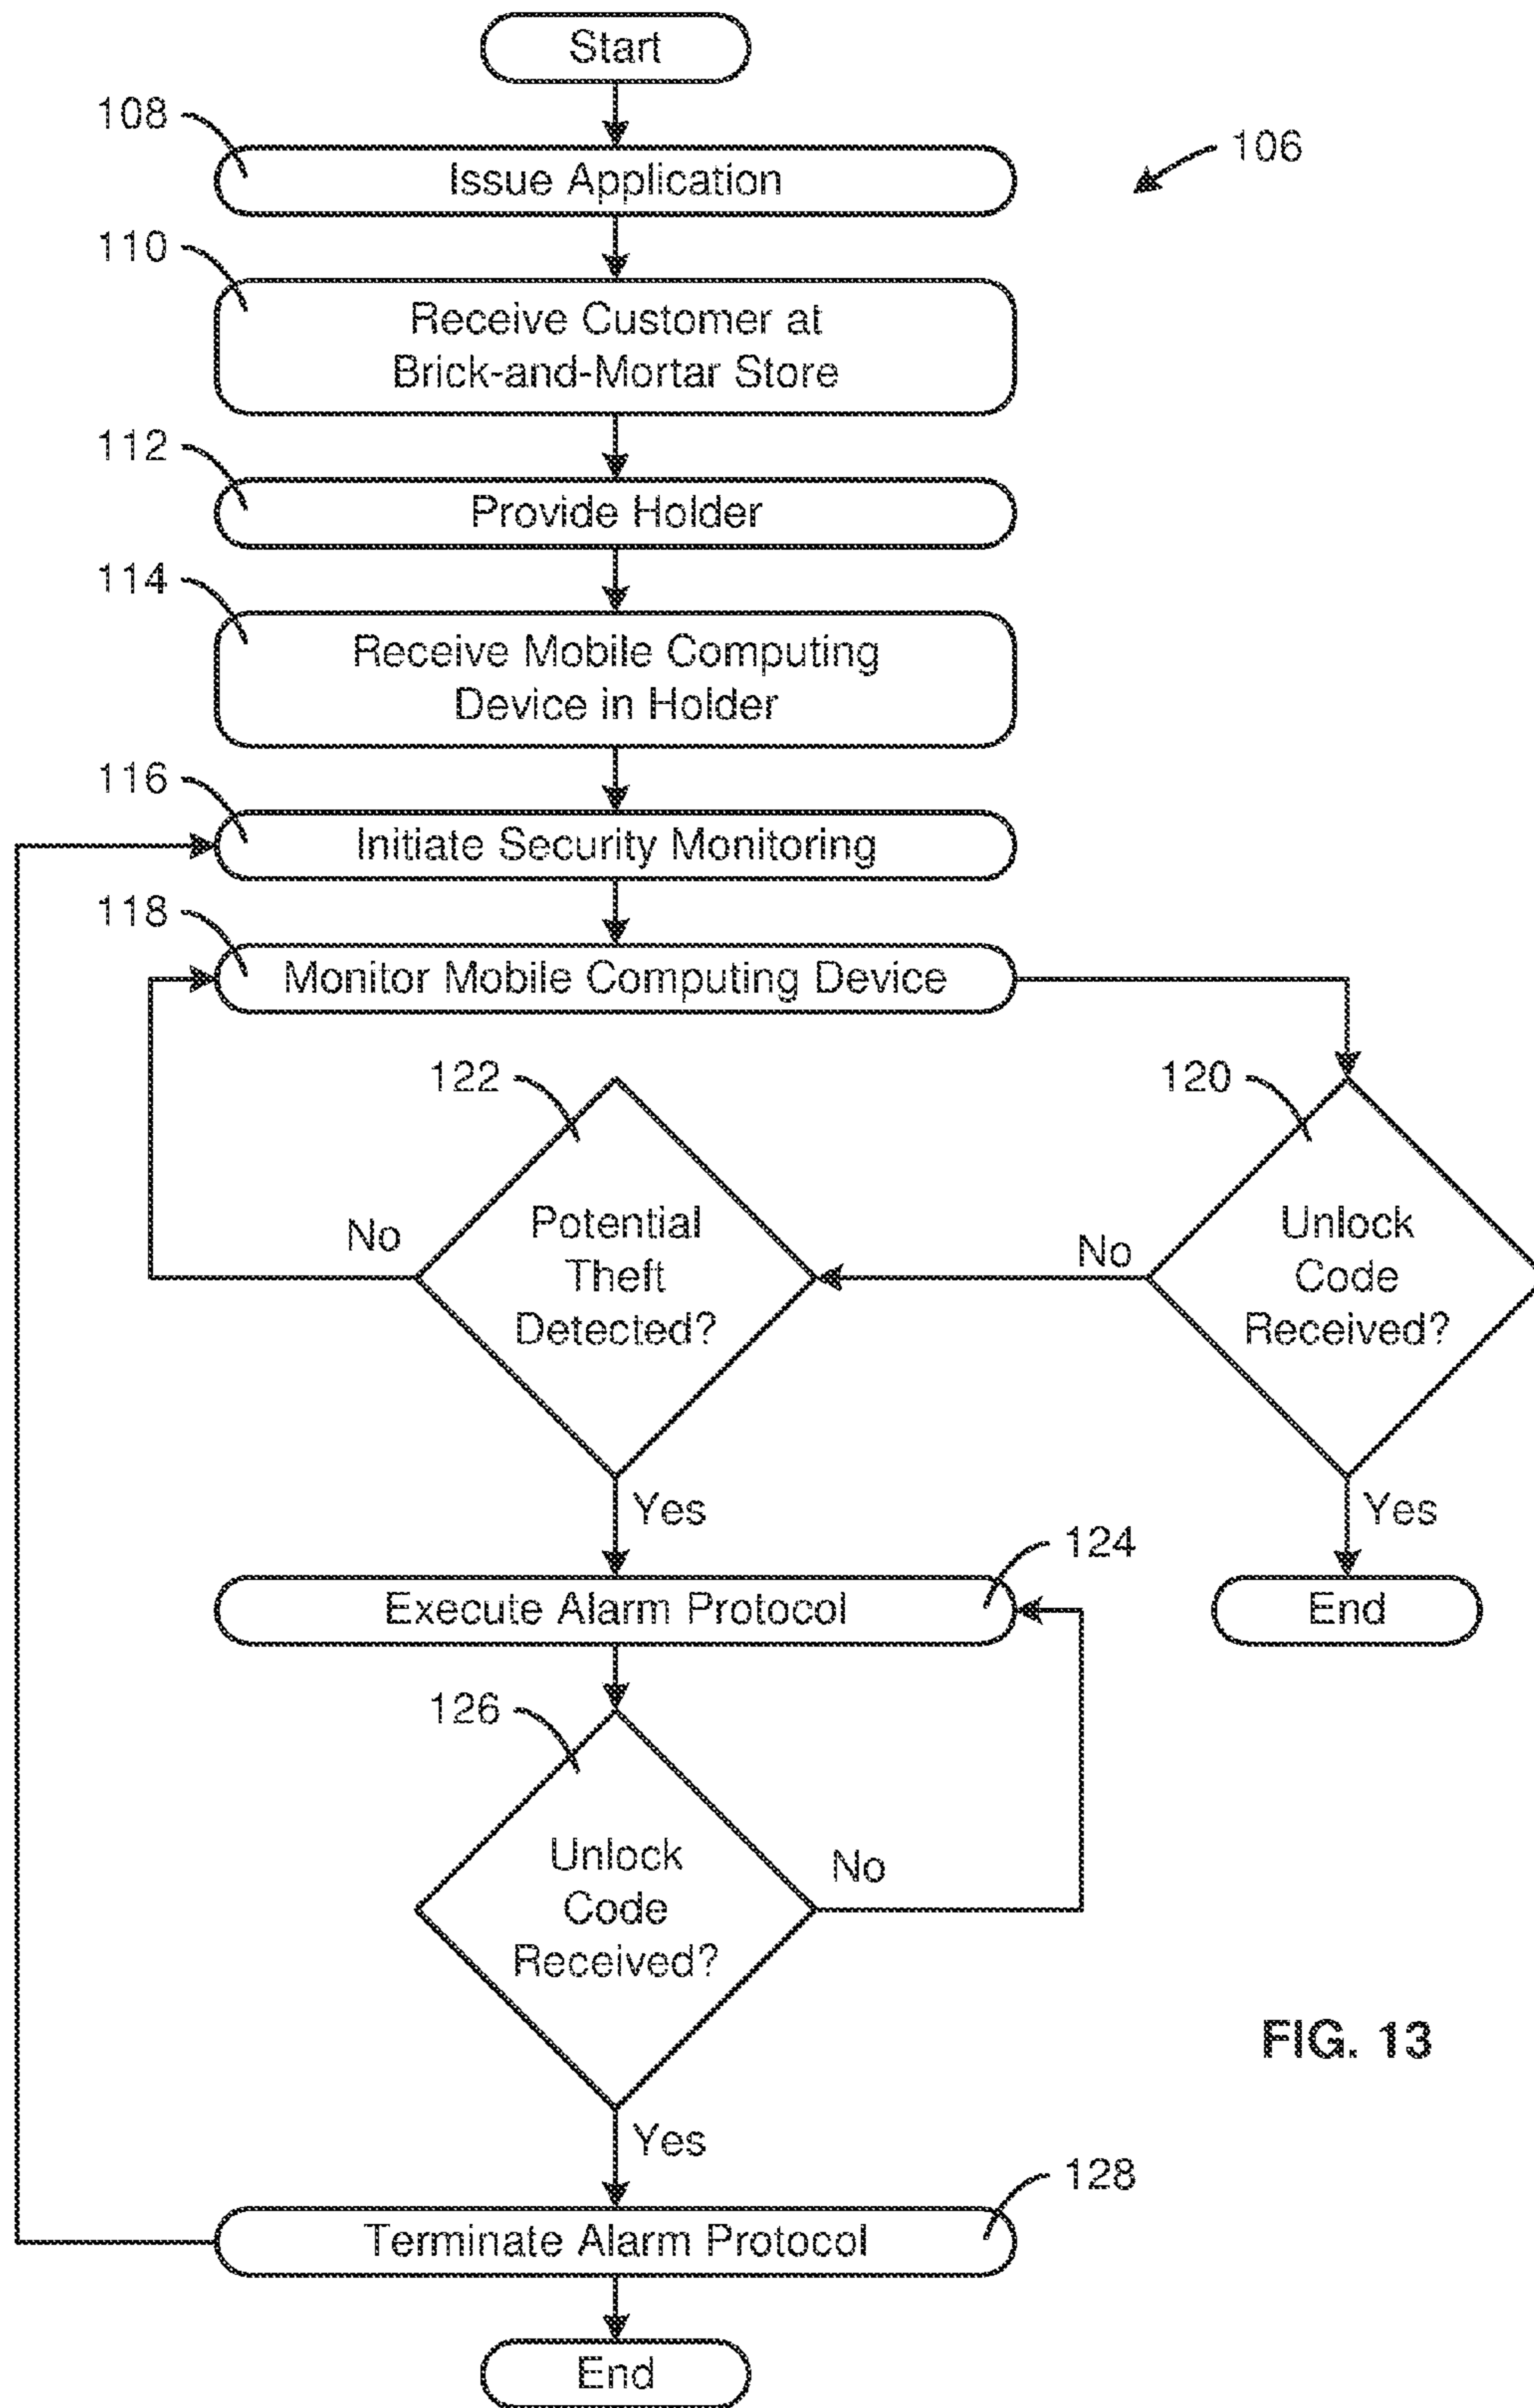 Start
108
Issue Application
106
110
Receive Customer at
Brick-and-Mortar Store
112
Provide Holder
114
Receive Mobile Computing
Device in Holder
116
Initiate Security Monitoring
118
Monitor Mobile Computing Device
122
120
No
Potential
Theft
Detected?
No
Unlock
Code
Received?
Yes
Yes
124
Execute Alarm Protocol
End
126
Unlock
Code
Received?
No
FIG. 13
Yes
128
Terminate Alarm Protocol
End